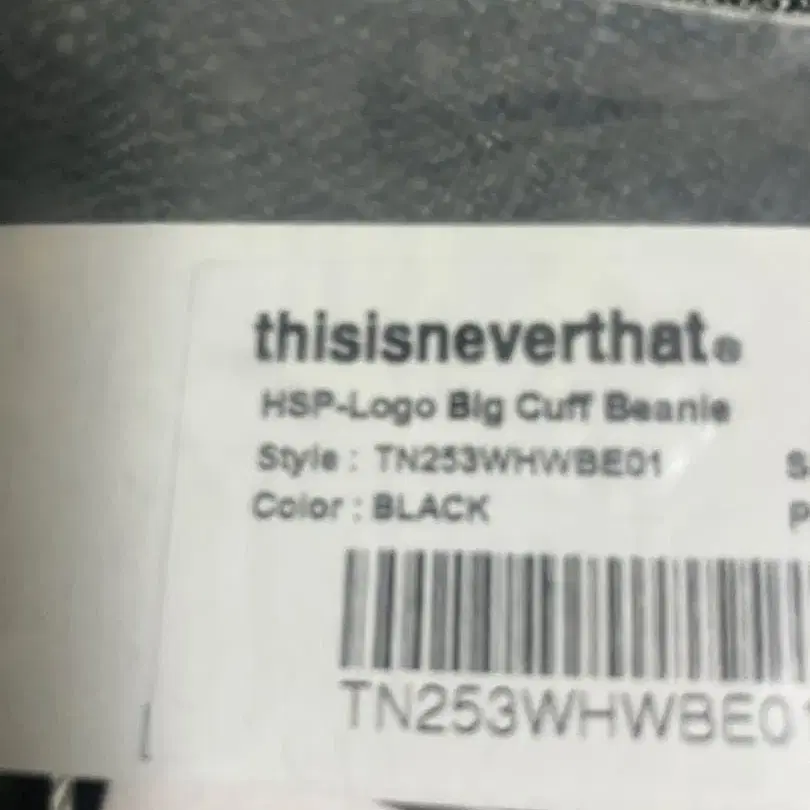 thisisneverthat®
HSP-Logo Big Cuff Beanie
Style : TN253WHWBE01 S
Color : BLACK P
TN253WHWBE01